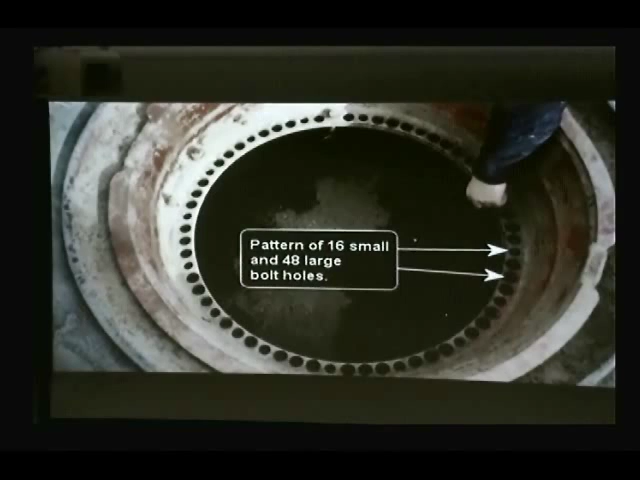 Pattern of 16 small
and 48 large
bolt holes.